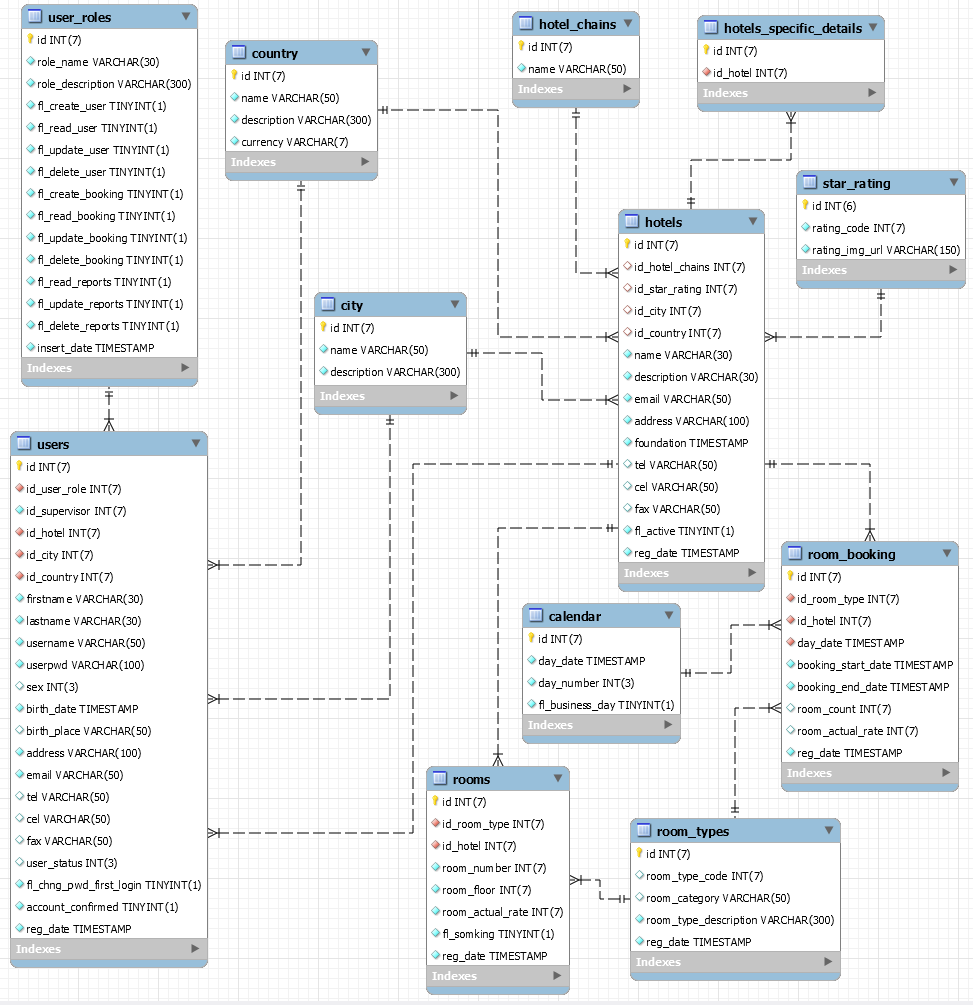 user_roles
id INT(7)
role_name VARCHAR(30)
role_description VARCHAR(300)
fl_create_user TINYINT(1)
fl_read_user TINYINT(1)
fl_update_user TINYINT(1)
fl_delete_user TINYINT(1)
fl_create_booking TINYINT(1)
fl_read_booking TINYINT(1)
fl_update_booking TINYINT(1)
fl_delete_booking TINYINT(1)
fl_read_reports TINYINT(1)
fl_update_reports TINYINT(1)
fl_delete_reports TINYINT(1)
insert_date TIMESTAMP
Indexes
country
id INT(7)
name VARCHAR(50)
description VARCHAR(300)
currency VARCHAR(7)
Indexes
hotel_chains
id INT(7)
name VARCHAR(50)
Indexes
hotels_specific_details
id INT(7)
id_hotel INT(7)
Indexes
star_rating
id INT(6)
rating_code INT(7)
rating_img_url VARCHAR(150)
Indexes
hotels
id INT(7)
id_hotel_chains INT(7)
id_star_rating INT(7)
id_city INT(7)
id_country INT(7)
name VARCHAR(30)
description VARCHAR(30)
email VARCHAR(50)
address VARCHAR(100)
foundation TIMESTAMP
tel VARCHAR(50)
cel VARCHAR(50)
fax VARCHAR(50)
fl_active TINYINT(1)
reg_date TIMESTAMP
Indexes
city
id INT(7)
name VARCHAR(50)
description VARCHAR(300)
Indexes
users
id INT(7)
id_user_role INT(7)
id_supervisor INT(7)
id_hotel INT(7)
id_city INT(7)
id_country INT(7)
firstname VARCHAR(30)
lastname VARCHAR(30)
username VARCHAR(50)
userpwd VARCHAR(100)
sex INT(3)
birth_date TIMESTAMP
birth_place VARCHAR(50)
address VARCHAR(100)
email VARCHAR(50)
tel VARCHAR(50)
cel VARCHAR(50)
fax VARCHAR(50)
user_status INT(3)
fl_chng_pwd_first_login TINYINT(1)
account_confirmed TINYINT(1)
reg_date TIMESTAMP
Indexes
room_booking
id INT(7)
id_room_type INT(7)
id_hotel INT(7)
day_date TIMESTAMP
booking_start_date TIMESTAMP
booking_end_date TIMESTAMP
room_count INT(7)
room_actual_rate INT(7)
reg_date TIMESTAMP
Indexes
calendar
id INT(7)
day_date TIMESTAMP
day_number INT(3)
fl_business_day TINYINT(1)
Indexes
rooms
id INT(7)
id_room_type INT(7)
id_hotel INT(7)
room_number INT(7)
room_floor INT(7)
room_actual_rate INT(7)
fl_somking TINYINT(1)
reg_date TIMESTAMP
Indexes
room_types
id INT(7)
room_type_code INT(7)
room_category VARCHAR(50)
room_type_description VARCHAR(300)
reg_date TIMESTAMP
Indexes